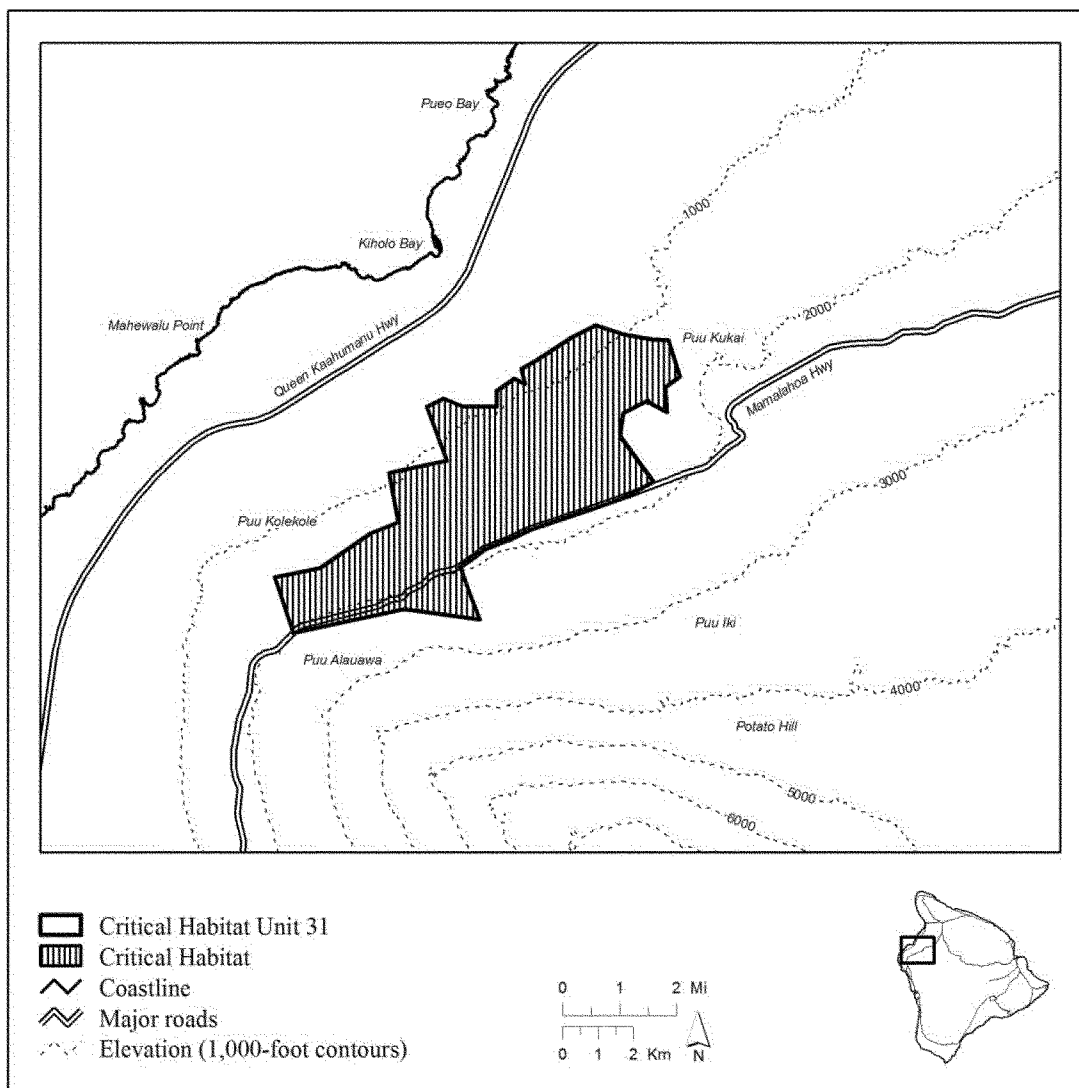 Pueo Bay
Kiholo Bay
1000
Mahewalu Point
Queen Kaahumanu Hwy
2000
Puu Kukai
Mamalahoa Hwy
3000
Puu Kolekole
Puu Iki
Puu Alauawa
4000
Potato Hill
5000
6000
Critical Habitat Unit 31
Critical Habitat
Coastline
Major roads
Elevation (1,000-foot contours)
0 1 2 Mi
0 1 2 Km
N